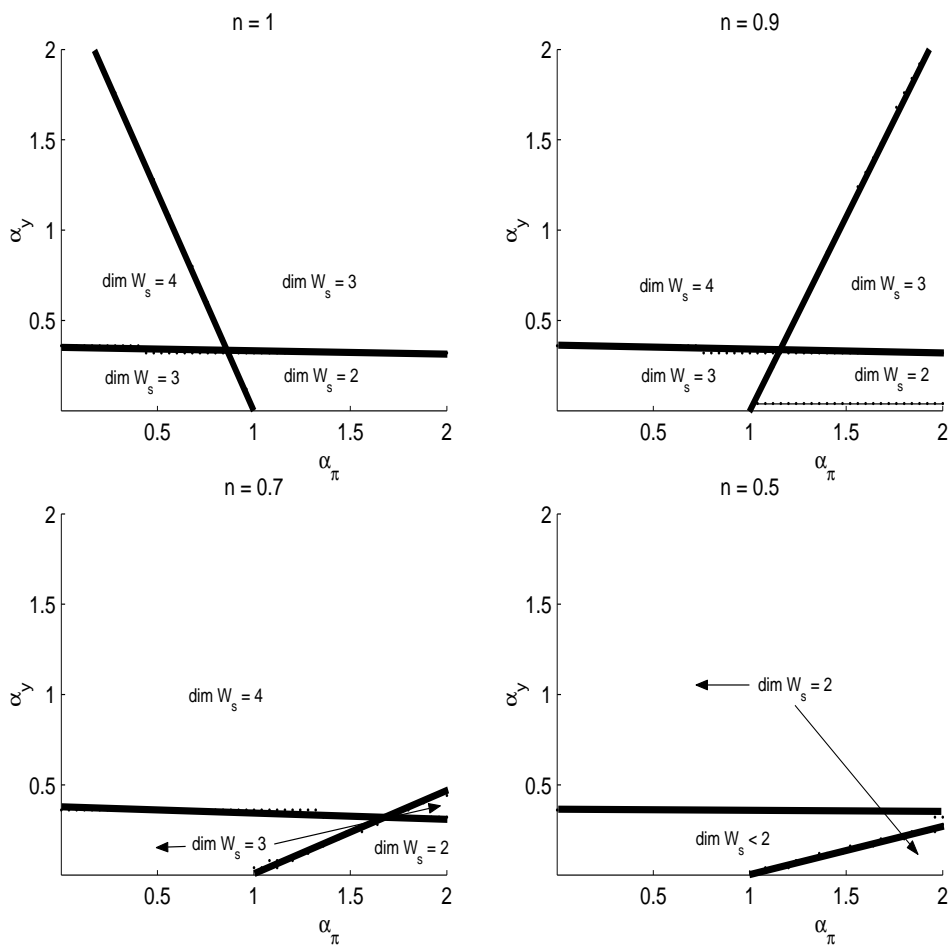 n = 1
2
1.5
1
0.5
α_y
dim W_s = 4
dim W_s = 3
dim W_s = 3
dim W_s = 2
0.5
1
1.5
2
α_π
n = 0.9
2
1.5
1
0.5
α_y
dim W_s = 4
dim W_s = 3
dim W_s = 3
dim W_s = 2
0.5
1
1.5
2
α_π
n = 0.7
2
1.5
1
0.5
α_y
dim W_s = 4
dim W_s = 3
dim W_s = 2
0.5
1
1.5
2
α_π
n = 0.5
2
1.5
1
0.5
α_y
dim W_s = 2
dim W_s < 2
0.5
1
1.5
2
α_π